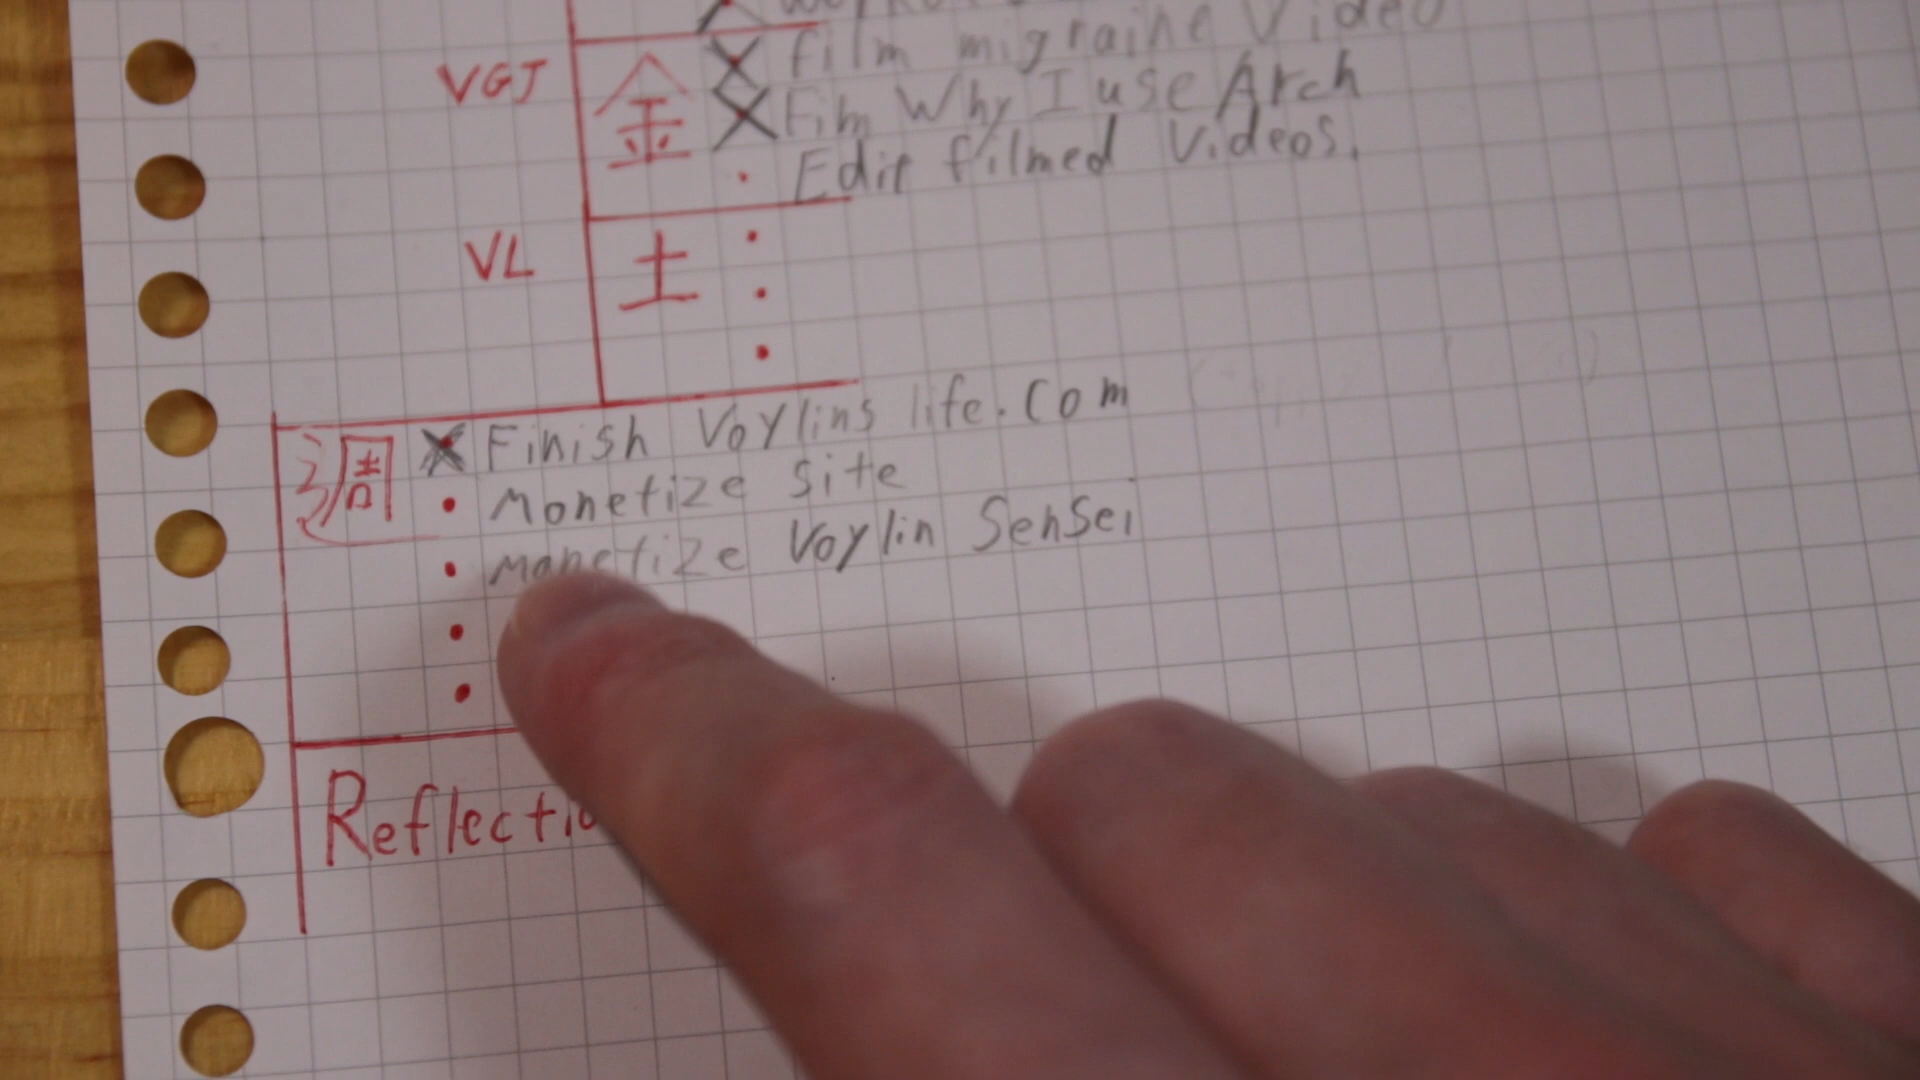 X film migraine Video
VGJ 金 X Film Why I use Arch
· Edit filmed Videos.
VL 土 ·
·
·
週 X Finish Voylins life.com
· Monetize site
· Monetize Voylin Sensei
·
·
Reflectio